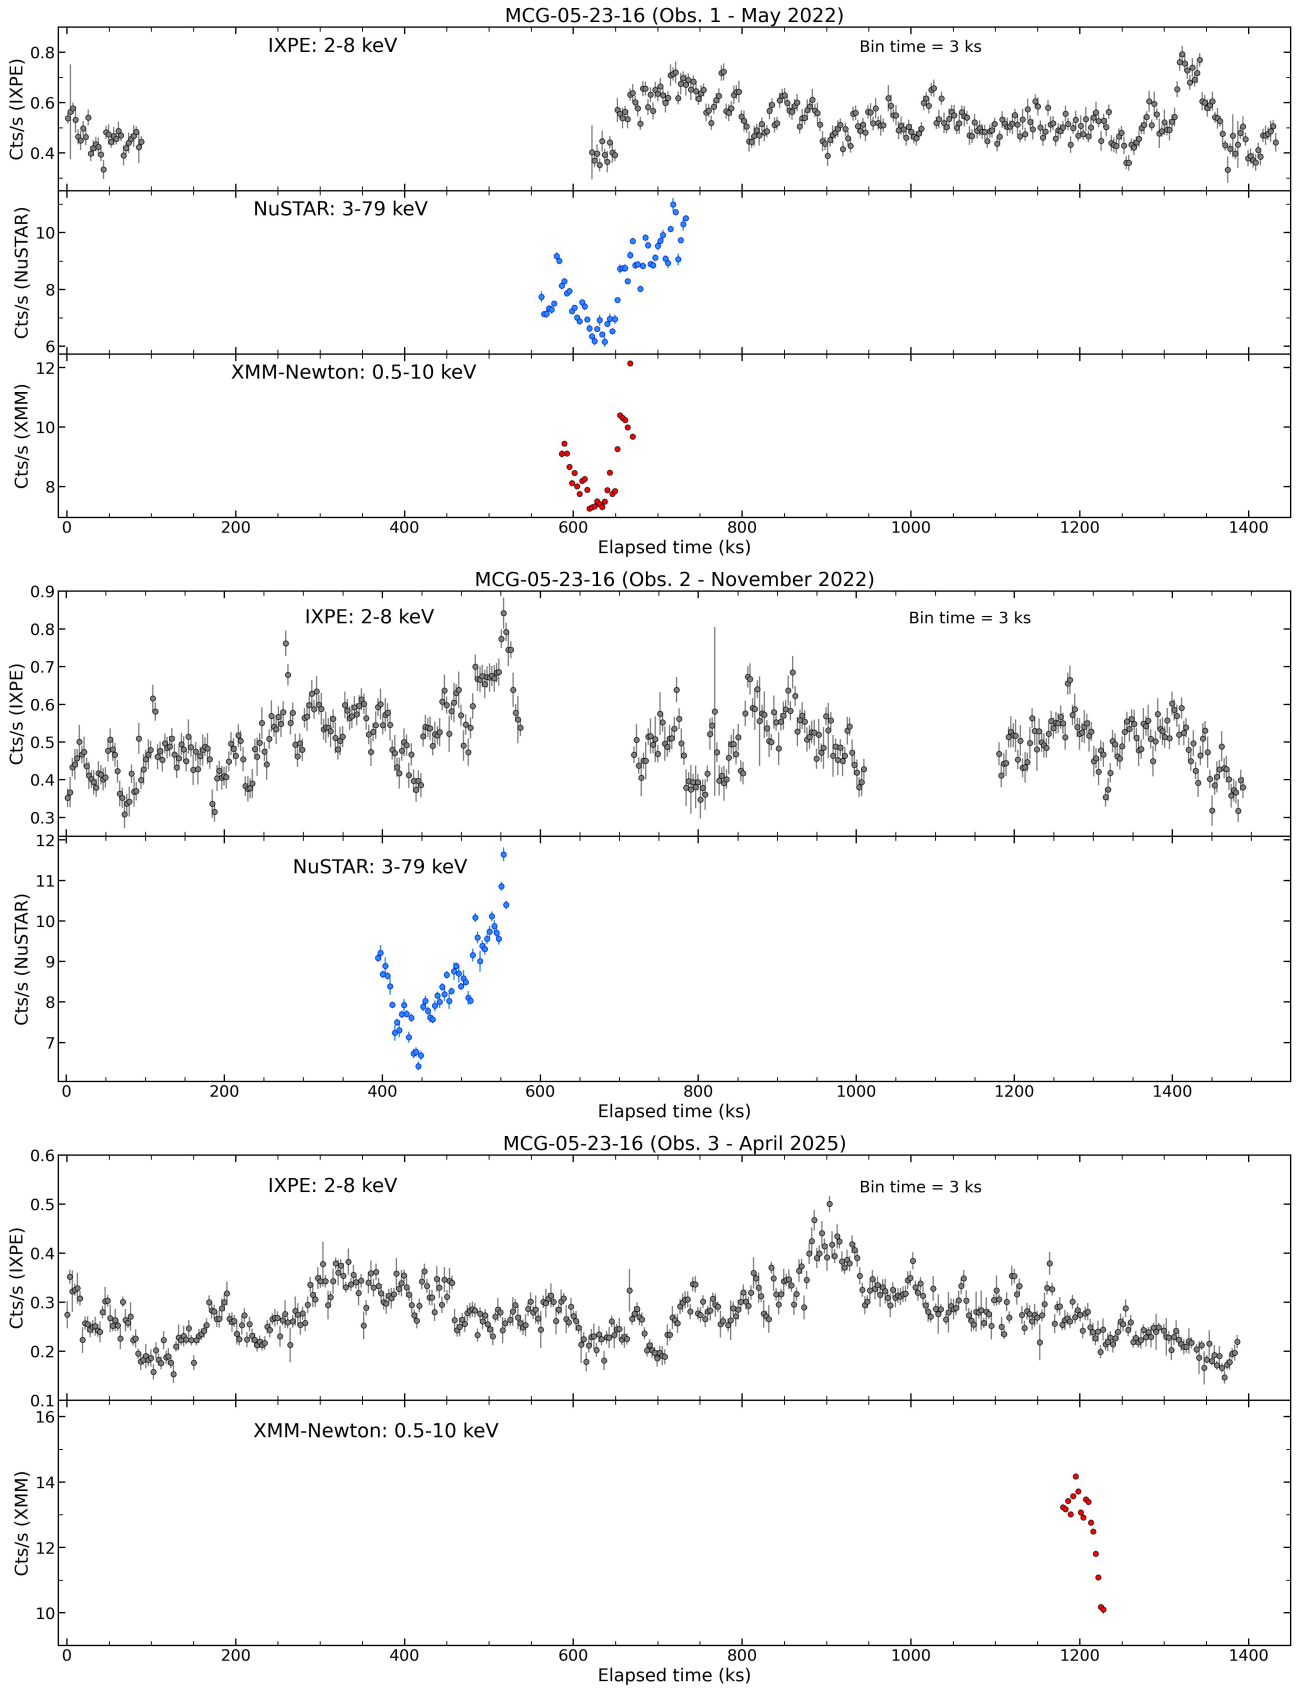 MCG-05-23-16 (Obs. 1 - May 2022)
IXPE: 2-8 keV
Bin time = 3 ks
Cts/s (IXPE)
0.8
0.6
0.4
NuSTAR: 3-79 keV
Cts/s (NuSTAR)
10
8
6
XMM-Newton: 0.5-10 keV
Cts/s (XMM)
12
10
8
0 200 400 600 800 1000 1200 1400
Elapsed time (ks)
MCG-05-23-16 (Obs. 2 - November 2022)
IXPE: 2-8 keV
Bin time = 3 ks
Cts/s (IXPE)
0.9
0.8
0.7
0.6
0.5
0.4
0.3
NuSTAR: 3-79 keV
Cts/s (NuSTAR)
12
11
10
9
8
7
0 200 400 600 800 1000 1200 1400
Elapsed time (ks)
MCG-05-23-16 (Obs. 3 - April 2025)
IXPE: 2-8 keV
Bin time = 3 ks
Cts/s (IXPE)
0.6
0.5
0.4
0.3
0.2
0.1
XMM-Newton: 0.5-10 keV
Cts/s (XMM)
16
14
12
10
0 200 400 600 800 1000 1200 1400
Elapsed time (ks)